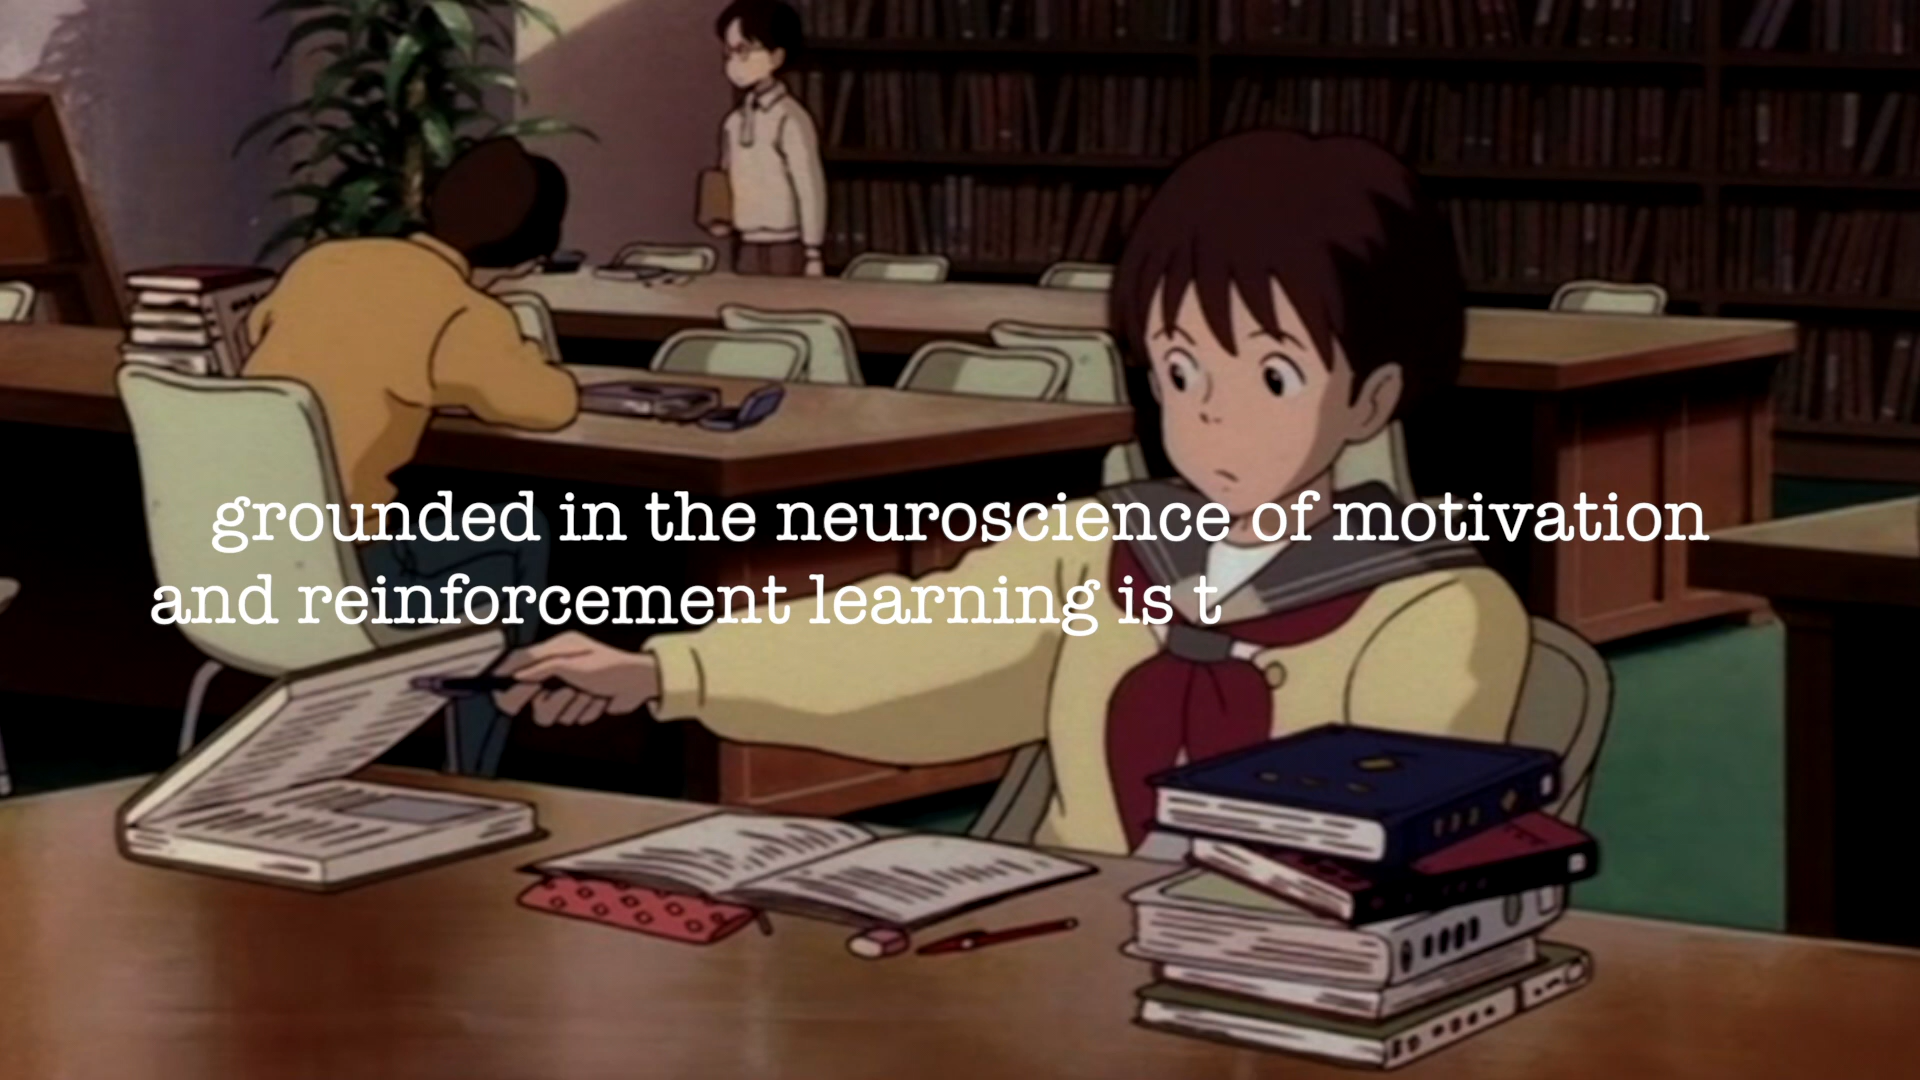 grounded in the neuroscience of motivation
and reinforcement learning is t